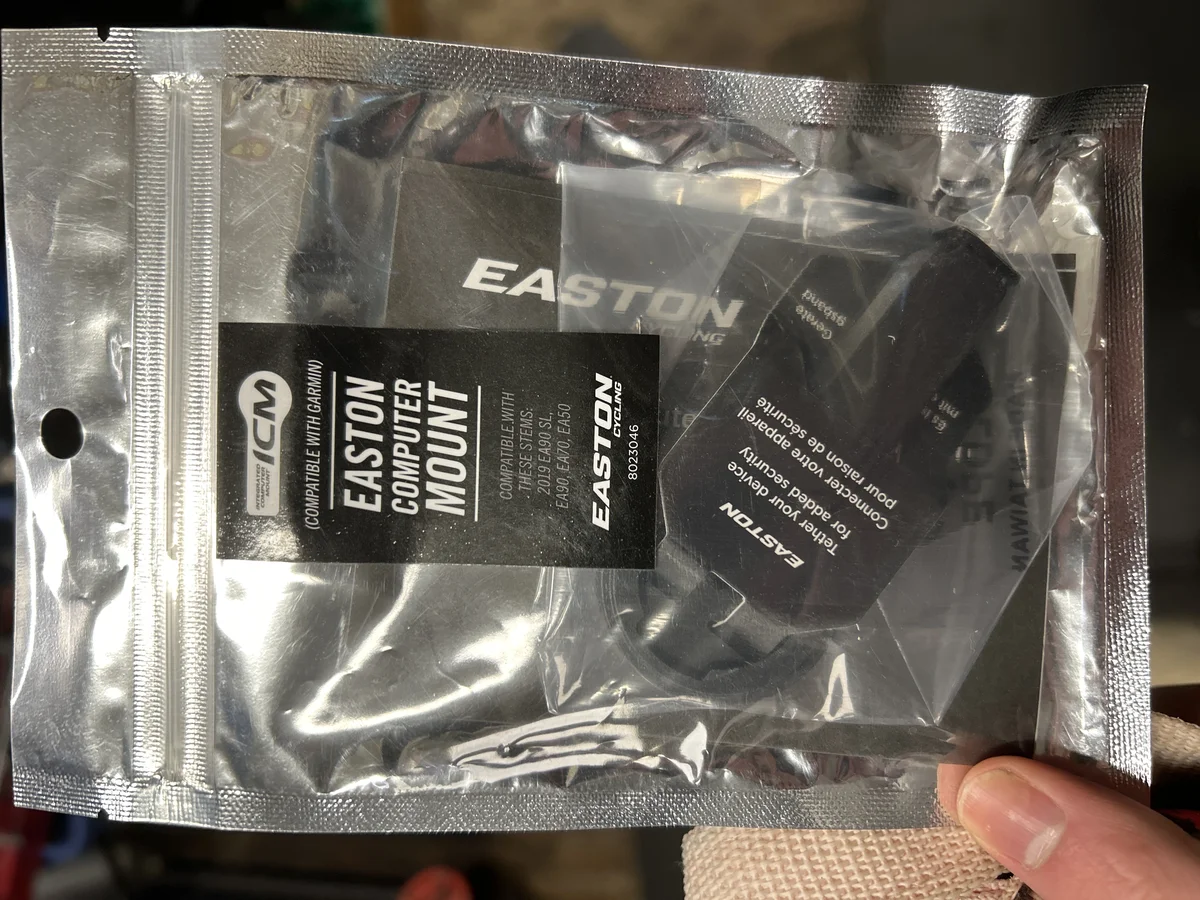 ICM
INTEGRATED
COMPUTER
MOUNT
(COMPATIBLE WITH GARMIN)
EASTON
COMPUTER
MOUNT
COMPATIBLE WITH
THESE STEMS:
2019 EA90 SL,
EA90, EA70, EA50
EASTON
CYCLING
8023046
EASTON
CYCLING
EASTON
Tether your device
for added security
Connecter votre appareil
pour raison de sécurité
Geräte